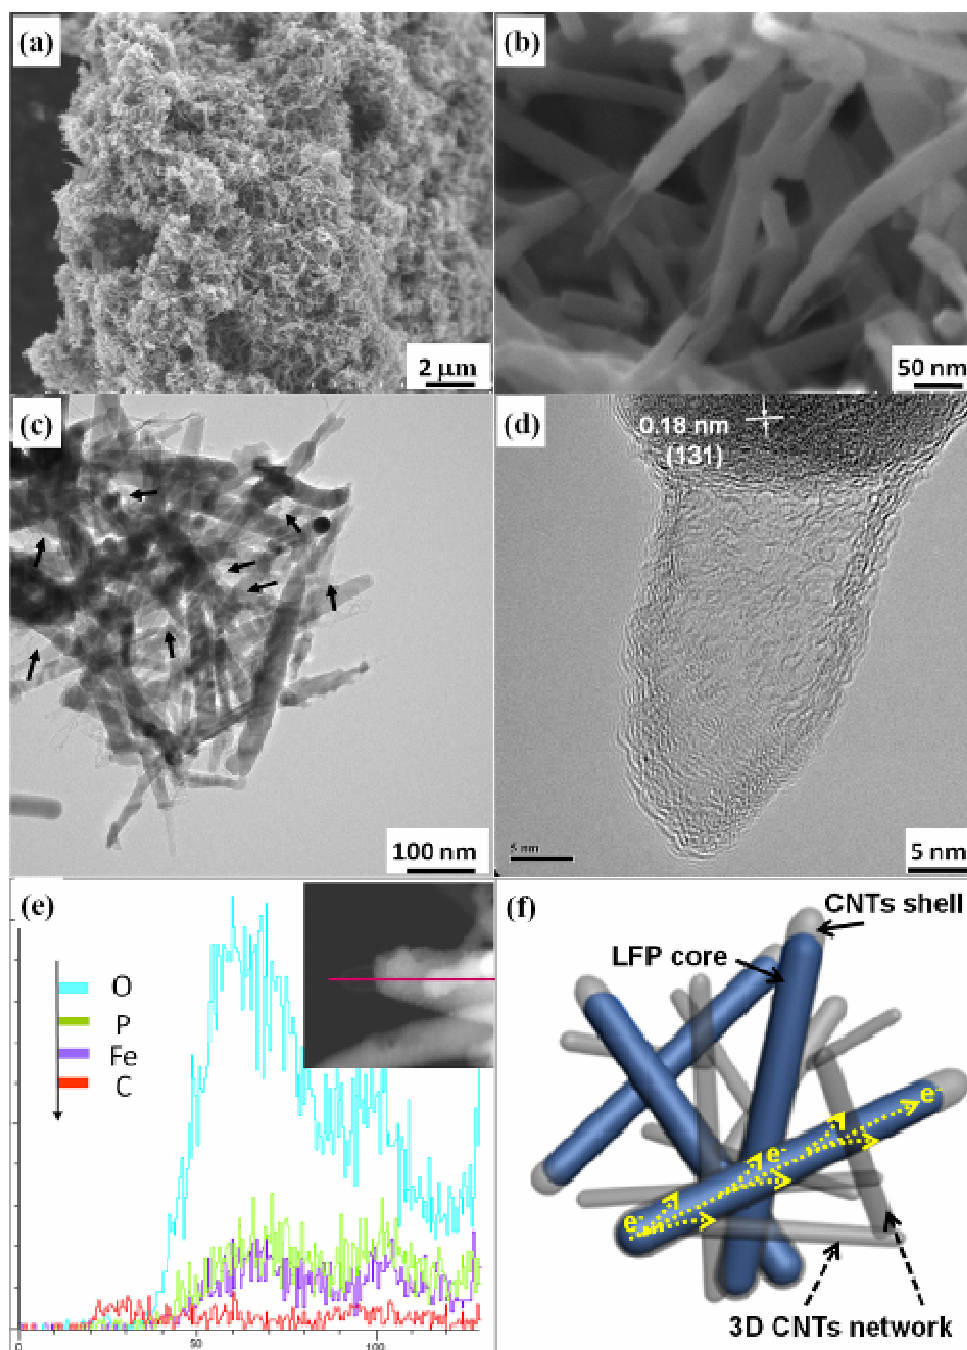 (a)
2 μm
(b)
50 nm
(c)
100 nm
(d)
0.18 nm
(131)
5 nm
5 nm
(e)
O
P
Fe
C
0
50
100
(f)
CNTs shell
LFP core
e-
e-
e-
3D CNTs network